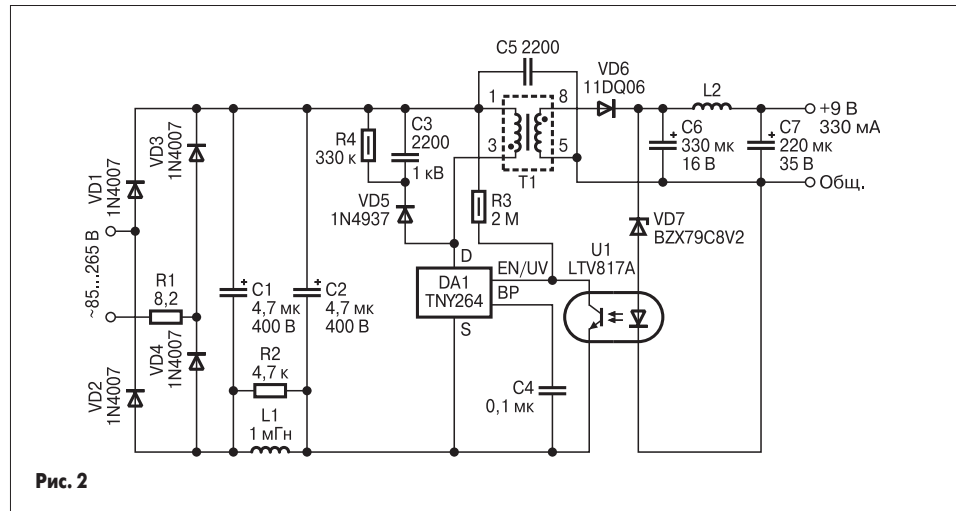 C5 2200
VD6
11DQ06
L2
1
8
3
5
T1
+9 В
330 мА
C6
330 мк
16 В
C7
220 мк
35 В
Общ.
VD3
1N4007
VD1
1N4007
R4
330 к
C3
2200
1 кВ
VD5
1N4937
R3
2 М
VD7
BZX79C8V2
~85...265 В
R1
8,2
C1
4,7 мк
400 В
C2
4,7 мк
400 В
D
DA1
TNY264
S
EN/UV
BP
U1
LTV817A
VD4
1N4007
VD2
1N4007
R2
4,7 к
L1
1 мГн
C4
0,1 мк
Рис. 2